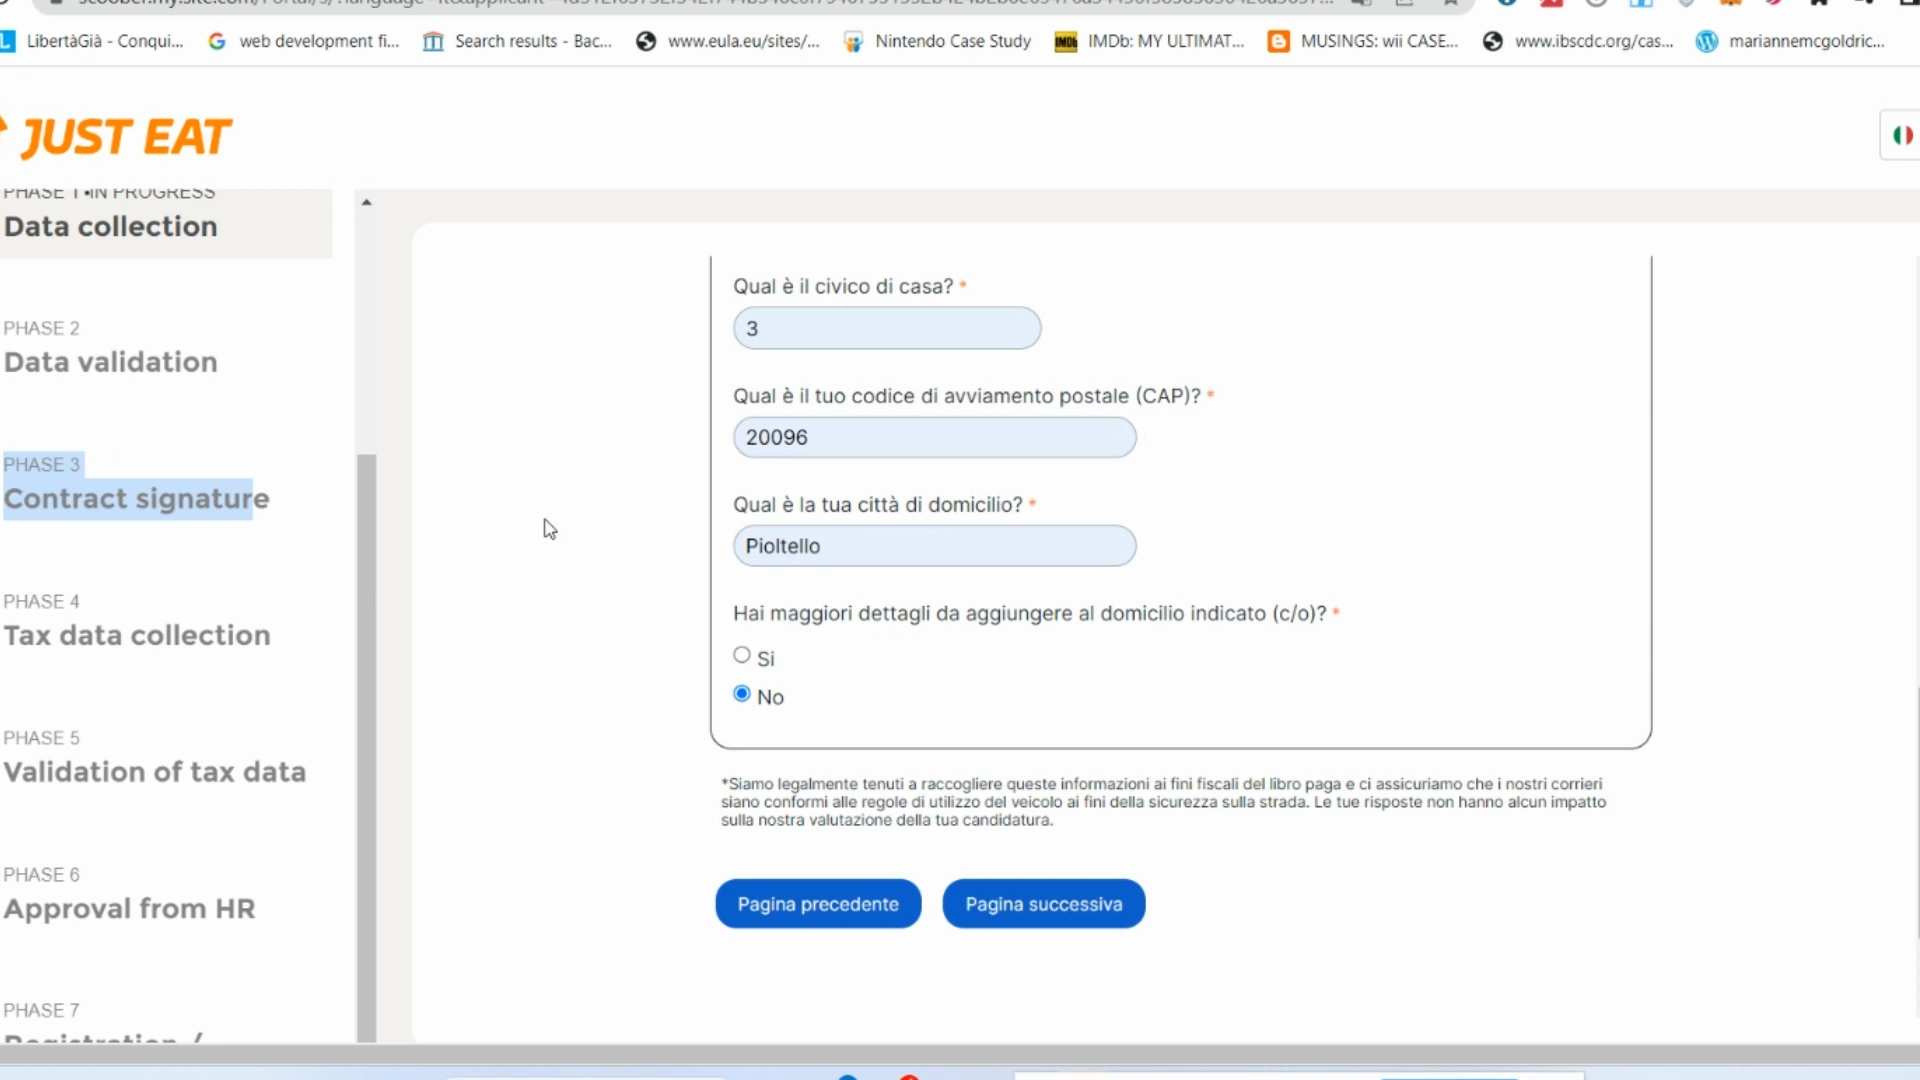 LibertàGià - Conqui...
web development fi...
Search results - Bac...
www.eula.eu/sites/...
Nintendo Case Study
IMDb: MY ULTIMAT...
MUSINGS: wii CASE...
www.ibscdc.org/cas...
mariannemcgoldric...
JUST EAT
PHASE 1 •IN PROGRESS
Data collection
PHASE 2
Data validation
PHASE 3
Contract signature
PHASE 4
Tax data collection
PHASE 5
Validation of tax data
PHASE 6
Approval from HR
PHASE 7
Registration /
Qual è il civico di casa? *
3
Qual è il tuo codice di avviamento postale (CAP)? *
20096
Qual è la tua città di domicilio? *
Pioltello
Hai maggiori dettagli da aggiungere al domicilio indicato (c/o)? *
Si
No
*Siamo legalmente tenuti a raccogliere queste informazioni ai fini fiscali del libro paga e ci assicuriamo che i nostri corrieri
siano conformi alle regole di utilizzo del veicolo ai fini della sicurezza sulla strada. Le tue risposte non hanno alcun impatto
sulla nostra valutazione della tua candidatura.
Pagina precedente
Pagina successiva